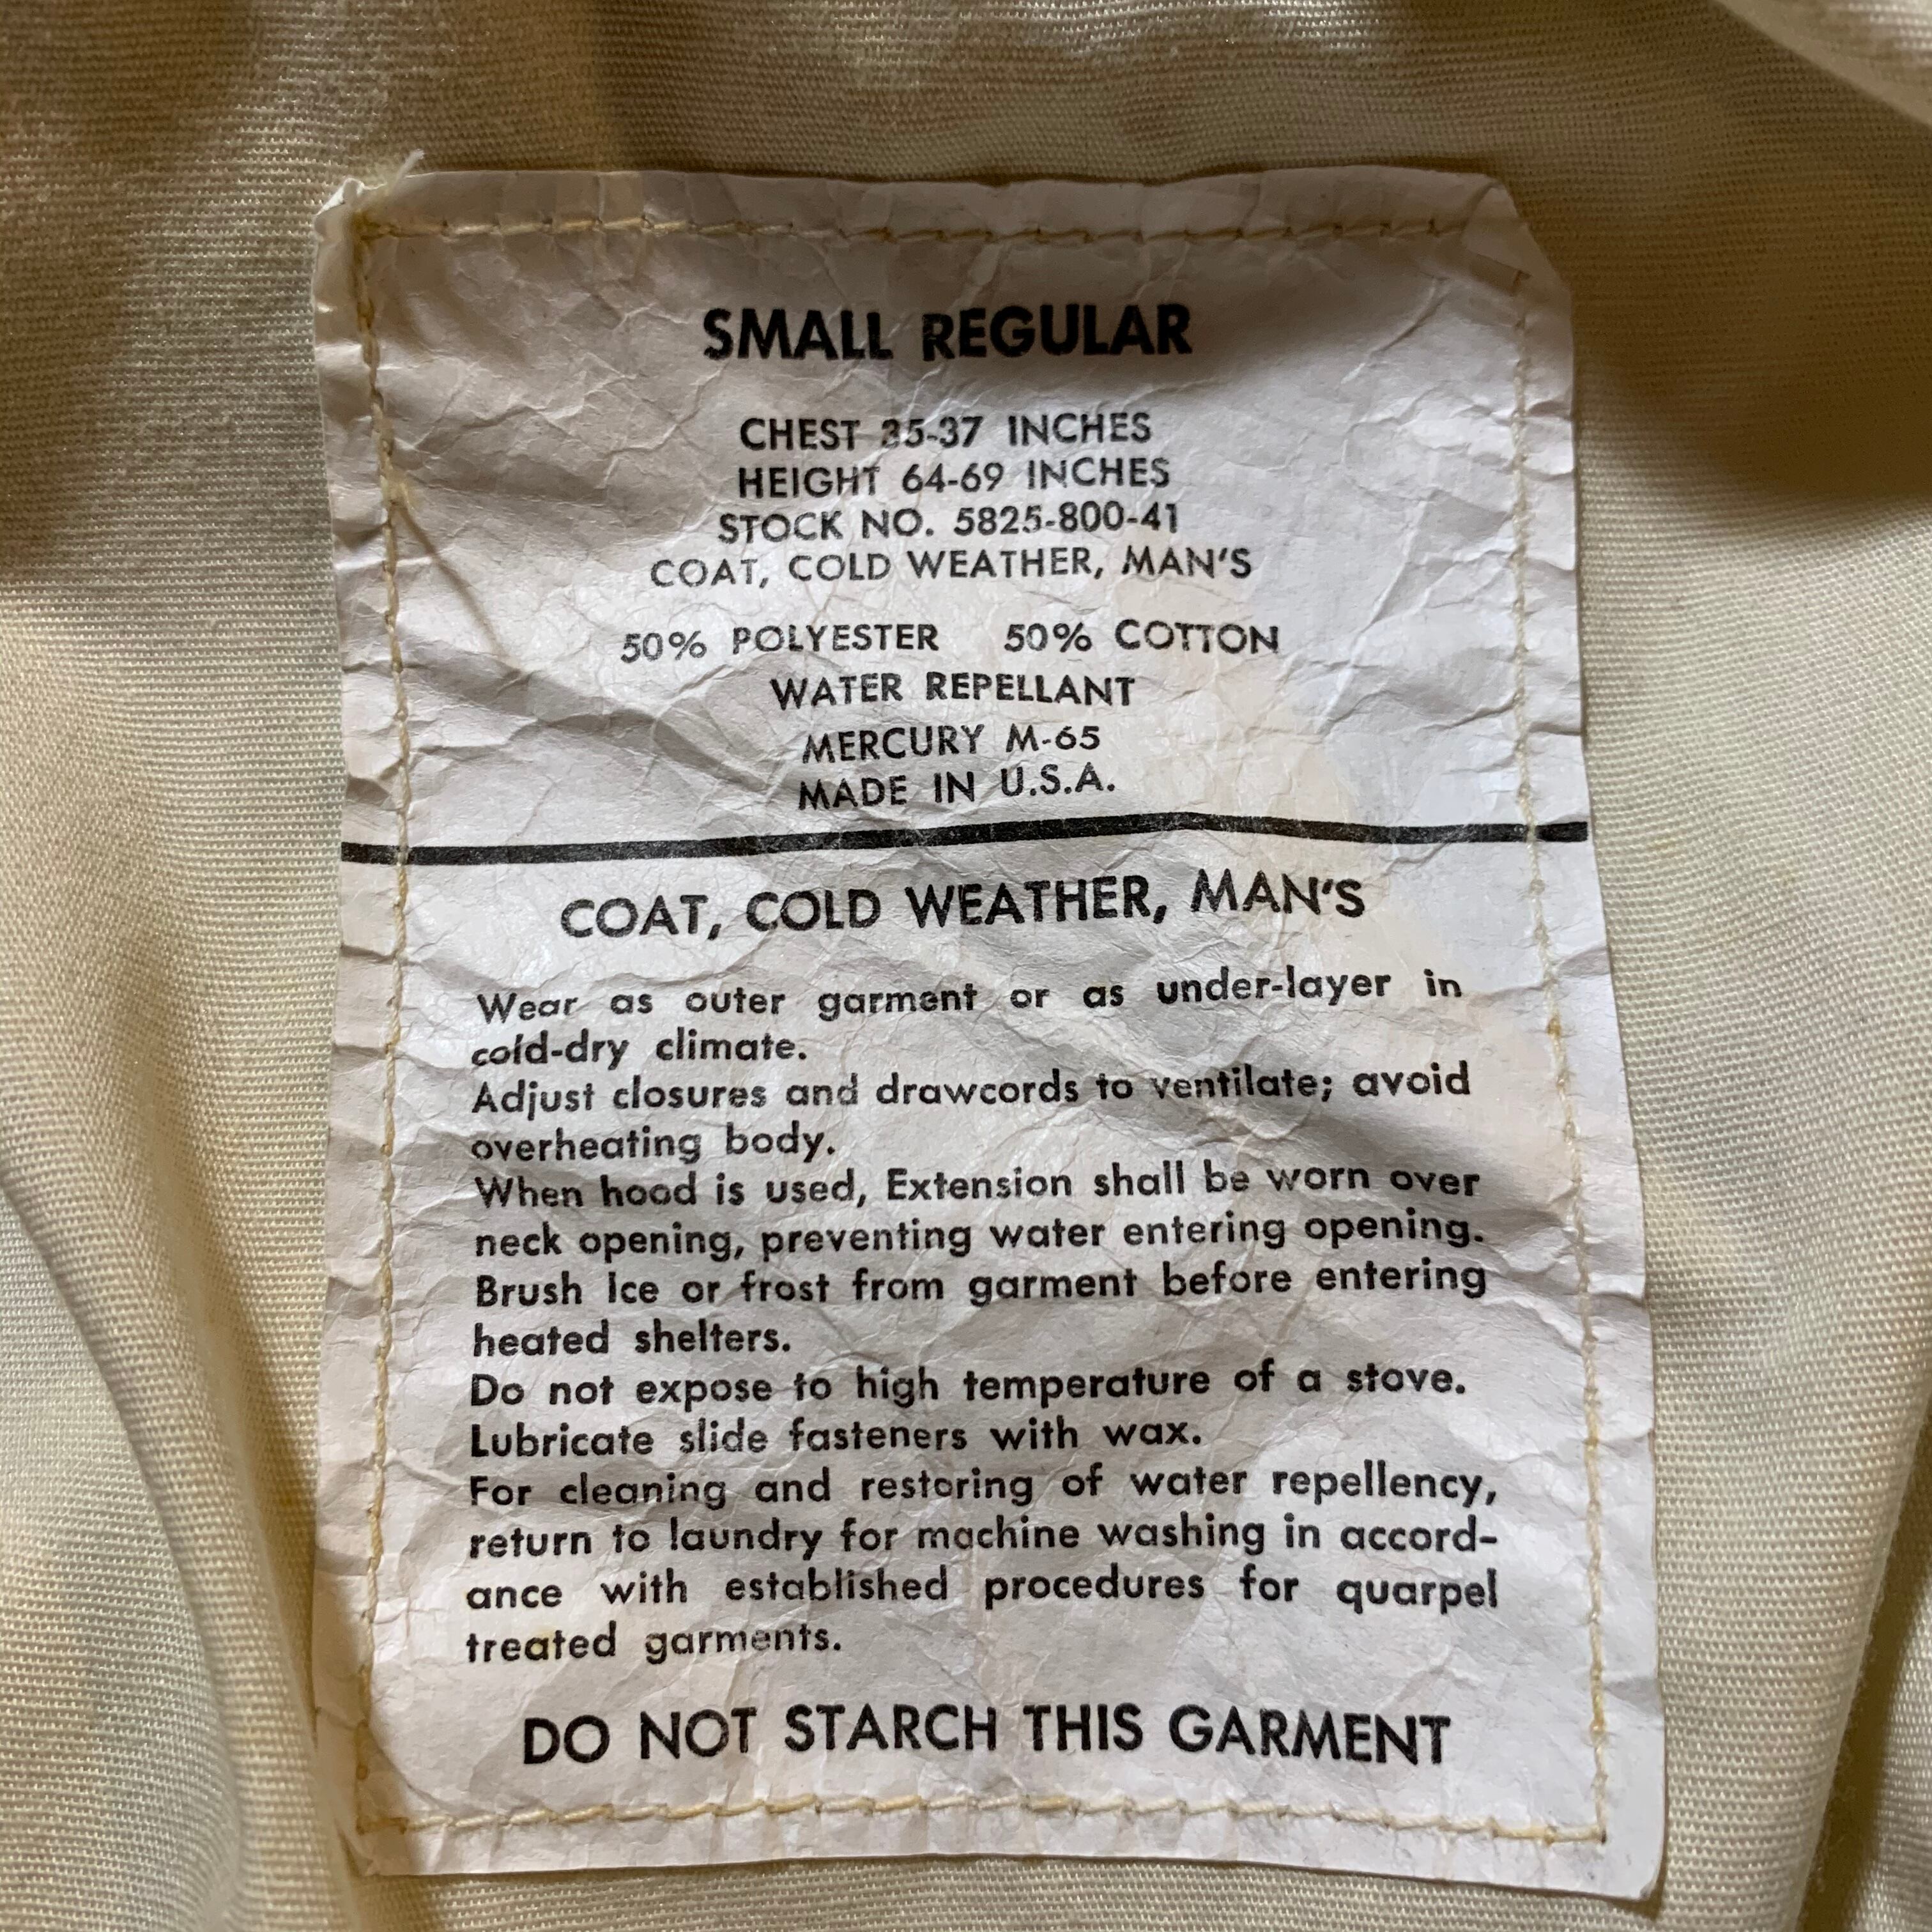 SMALL REGULAR
CHEST 35-37 INCHES
HEIGHT 64-69 INCHES
STOCK NO. 5825-800-41
COAT, COLD WEATHER, MAN'S
50% POLYESTER 50% COTTON
WATER REPELLANT
MERCURY M-65
MADE IN U.S.A.
COAT, COLD WEATHER, MAN'S
Wear as outer garment or as under-layer in
cold-dry climate.
Adjust closures and drawcords to ventilate; avoid
overheating body.
When hood is used, Extension shall be worn over
neck opening, preventing water entering opening.
Brush Ice or frost from garment before entering
heated shelters.
Do not expose to high temperature of a stove.
Lubricate slide fasteners with wax.
For cleaning and restoring of water repellency,
return to laundry for machine washing in accord-
ance with established procedures for quarpel
treated garments.
DO NOT STARCH THIS GARMENT